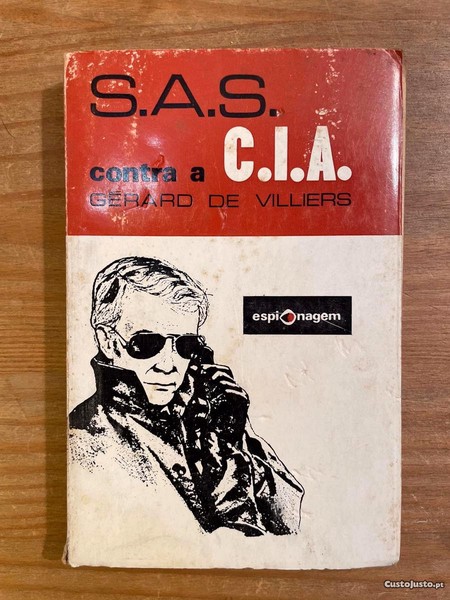 S.A.S.
contra a C.I.A.
GÉRARD DE VILLIERS
espionagem
CustoJusto.pt